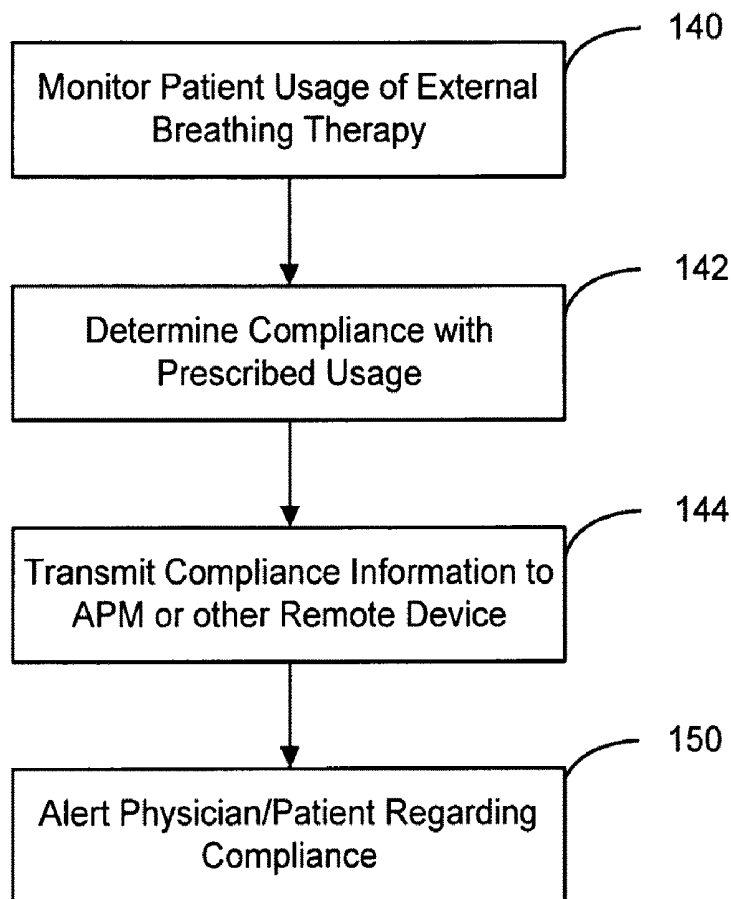 140
Monitor Patient Usage of External
Breathing Therapy
142
Determine Compliance with
Prescribed Usage
144
Transmit Compliance Information to
APM or other Remote Device
150
Alert Physician/Patient Regarding
Compliance